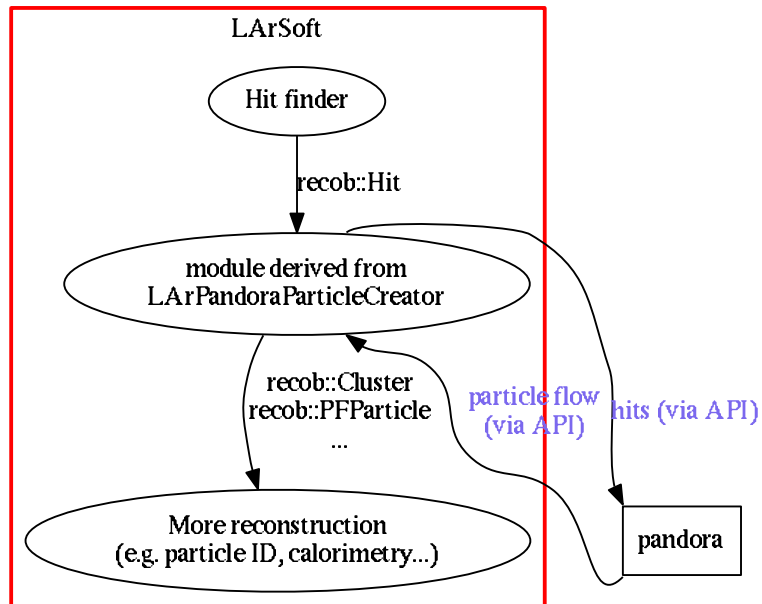 LArSoft
Hit finder
recob::Hit
module derived from
LArPandoraParticleCreator
recob::Cluster
recob::PFParticle
...
particle flow
(via API)
hits (via API)
More reconstruction
(e.g. particle ID, calorimetry...)
pandora